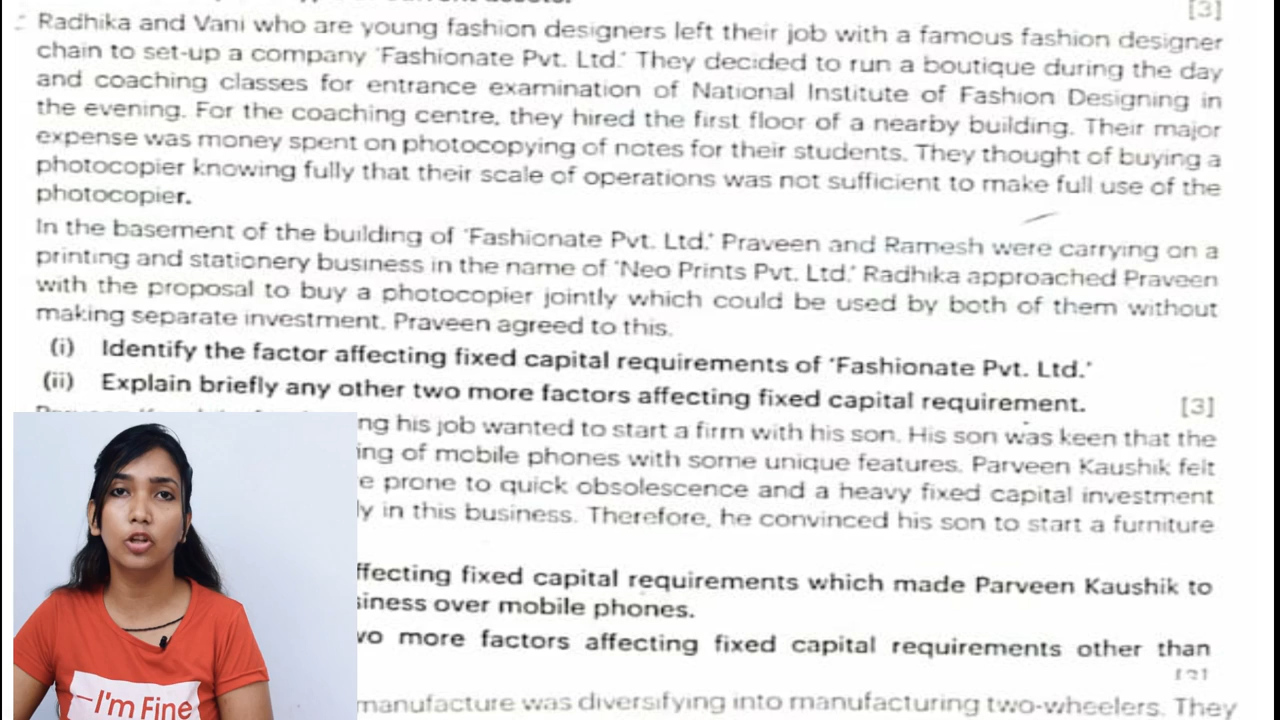 [3]
Radhika and Vani who are young fashion designers left their job with a famous fashion designer
chain to set-up a company 'Fashionate Pvt. Ltd.' They decided to run a boutique during the day
and coaching classes for entrance examination of National Institute of Fashion Designing in
the evening. For the coaching centre, they hired the first floor of a nearby building. Their major
expense was money spent on photocopying of notes for their students. They thought of buying a
photocopier knowing fully that their scale of operations was not sufficient to make full use of the
photocopier.
In the basement of the building of 'Fashionate Pvt. Ltd.' Praveen and Ramesh were carrying on a
printing and stationery business in the name of 'Neo Prints Pvt. Ltd.' Radhika approached Praveen
with the proposal to buy a photocopier jointly which could be used by both of them without
making separate investment. Praveen agreed to this.
(i) Identify the factor affecting fixed capital requirements of 'Fashionate Pvt. Ltd.'
(ii) Explain briefly any other two more factors affecting fixed capital requirement. [3]
his job wanted to start a firm with his son. His son was keen that the
of mobile phones with some unique features. Parveen Kaushik felt
prone to quick obsolescence and a heavy fixed capital investment
in this business. Therefore, he convinced his son to start a furniture
fixed capital requirements which made Parveen Kaushik to
over mobile phones.
more factors affecting fixed capital requirements other than
manufacture was diversifying into manufacturing two-wheelers. They
I'm Fine